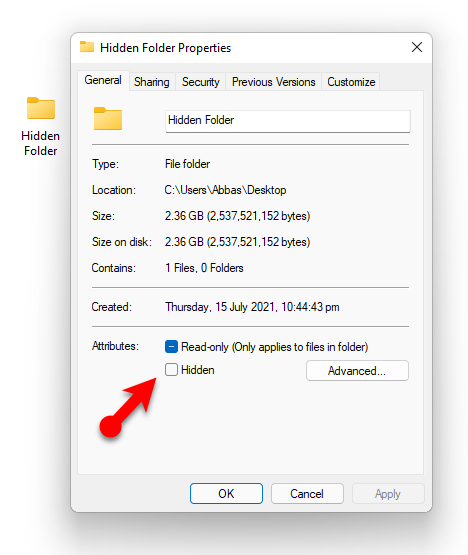 Hidden Folder Properties
General Sharing Security Previous Versions Customize
Hidden
Folder
Hidden Folder
Type: File folder
Location: C:\Users\Abbas\Desktop
Size: 2.36 GB (2,537,521,152 bytes)
Size on disk: 2.36 GB (2,537,521,152 bytes)
Contains: 1 Files, 0 Folders
Created: Thursday, 15 July 2021, 10:44:43 pm
Attributes: Read-only (Only applies to files in folder)
Hidden Advanced...
OK Cancel Apply